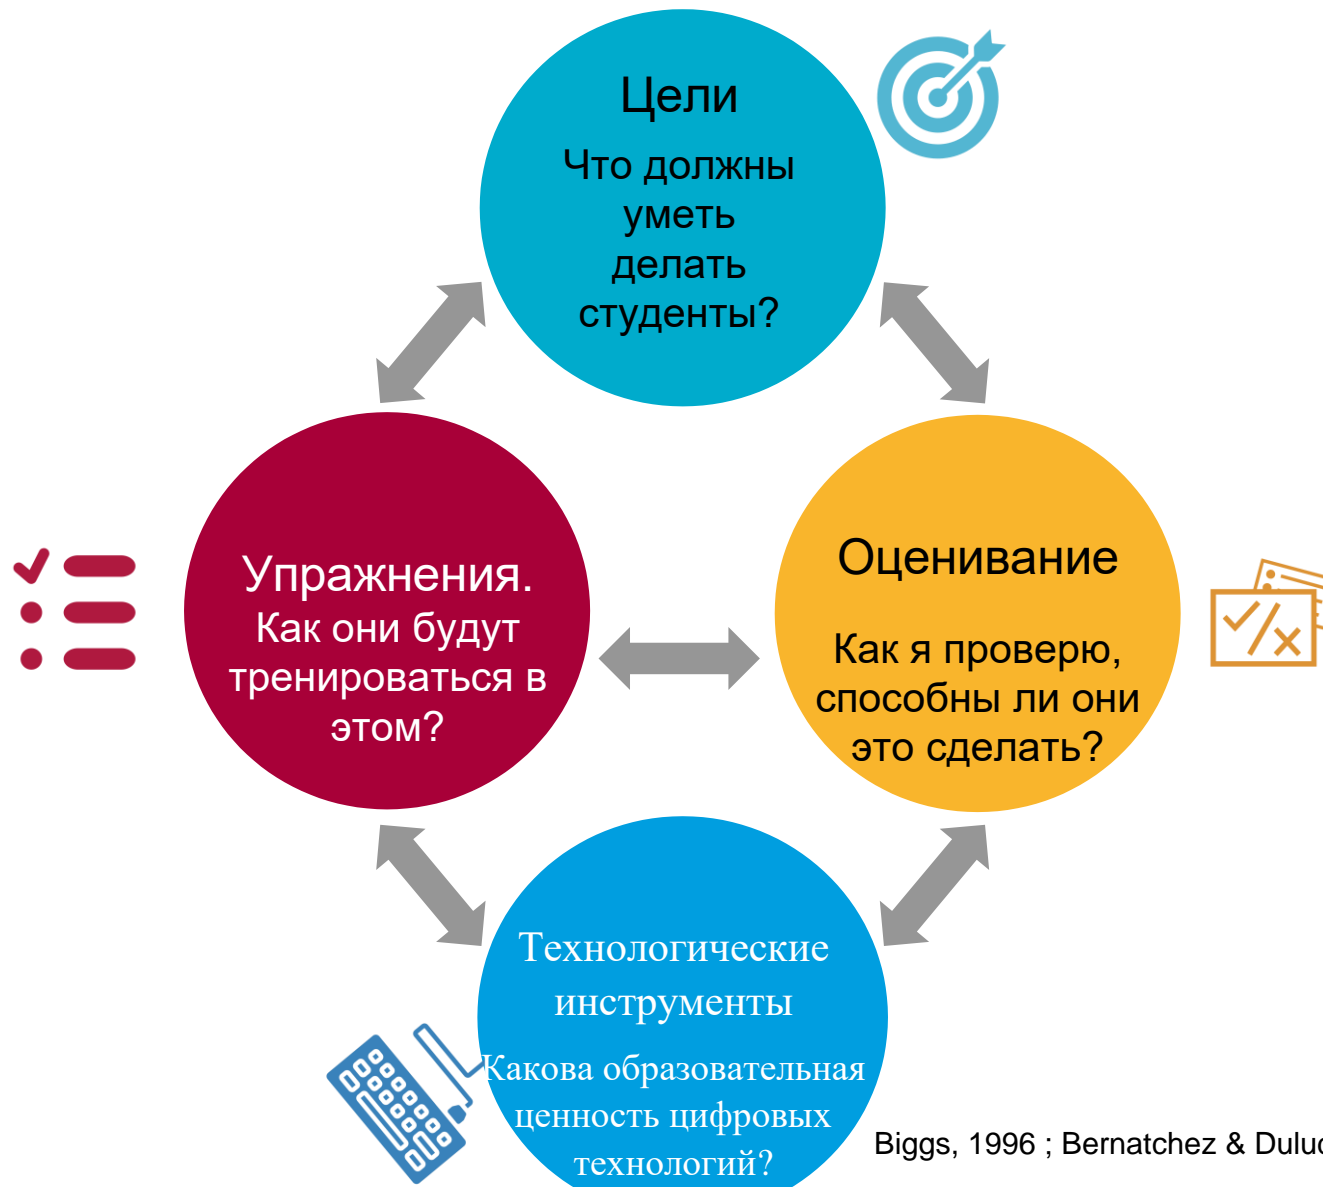 Цели
Что должны
уметь
делать
студенты?
Упражнения.
Как они будут
тренироваться в
этом?
Оценивание
Как я проверю,
способны ли они
это сделать?
Технологические
инструменты
Какова образовательная
ценность цифровых
технологий?
Biggs, 1996 ; Bernatchez &